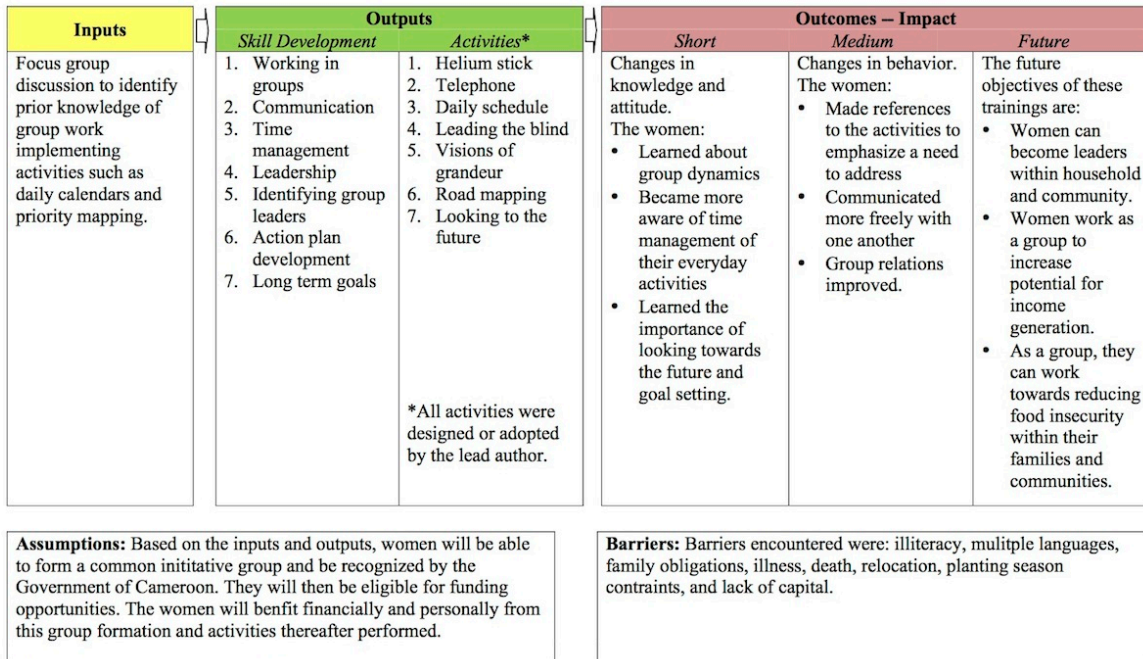 Inputs
Focus group
discussion to identify
prior knowledge of
group work
implementing
activities such as
daily calendars and
priority mapping.
Outputs
Skill Development
1. Working in
groups
2. Communication
3. Time
management
4. Leadership
5. Identifying group
leaders
6. Action plan
development
7. Long term goals
Activities*
1. Helium stick
2. Telephone
3. Daily schedule
4. Leading the blind
5. Visions of
grandeur
6. Road mapping
7. Looking to the
future
*All activities were
designed or adopted
by the lead author.
Outcomes – Impact
Short
Changes in
knowledge and
attitude.
The women:
• Learned about
group dynamics
• Became more
aware of time
management of
their everyday
activities
• Learned the
importance of
looking towards
the future and
goal setting.
Medium
Changes in behavior.
The women:
• Made references
to the activities to
emphasize a need
to address
• Communicated
more freely with
one another
• Group relations
improved.
Future
The future
objectives of these
trainings are:
• Women can
become leaders
within household
and community.
• Women work as
a group to
increase
potential for
income
generation.
• As a group, they
can work
towards reducing
food insecurity
within their
families and
communities.
Assumptions: Based on the inputs and outputs, women will be able
to form a common inititative group and be recognized by the
Government of Cameroon. They will then be eligible for funding
opportunities. The women will benfit financially and personally from
this group formation and activities thereafter performed.
Barriers: Barriers encountered were: illiteracy, mulitple languages,
family obligations, illness, death, relocation, planting season
contraints, and lack of capital.